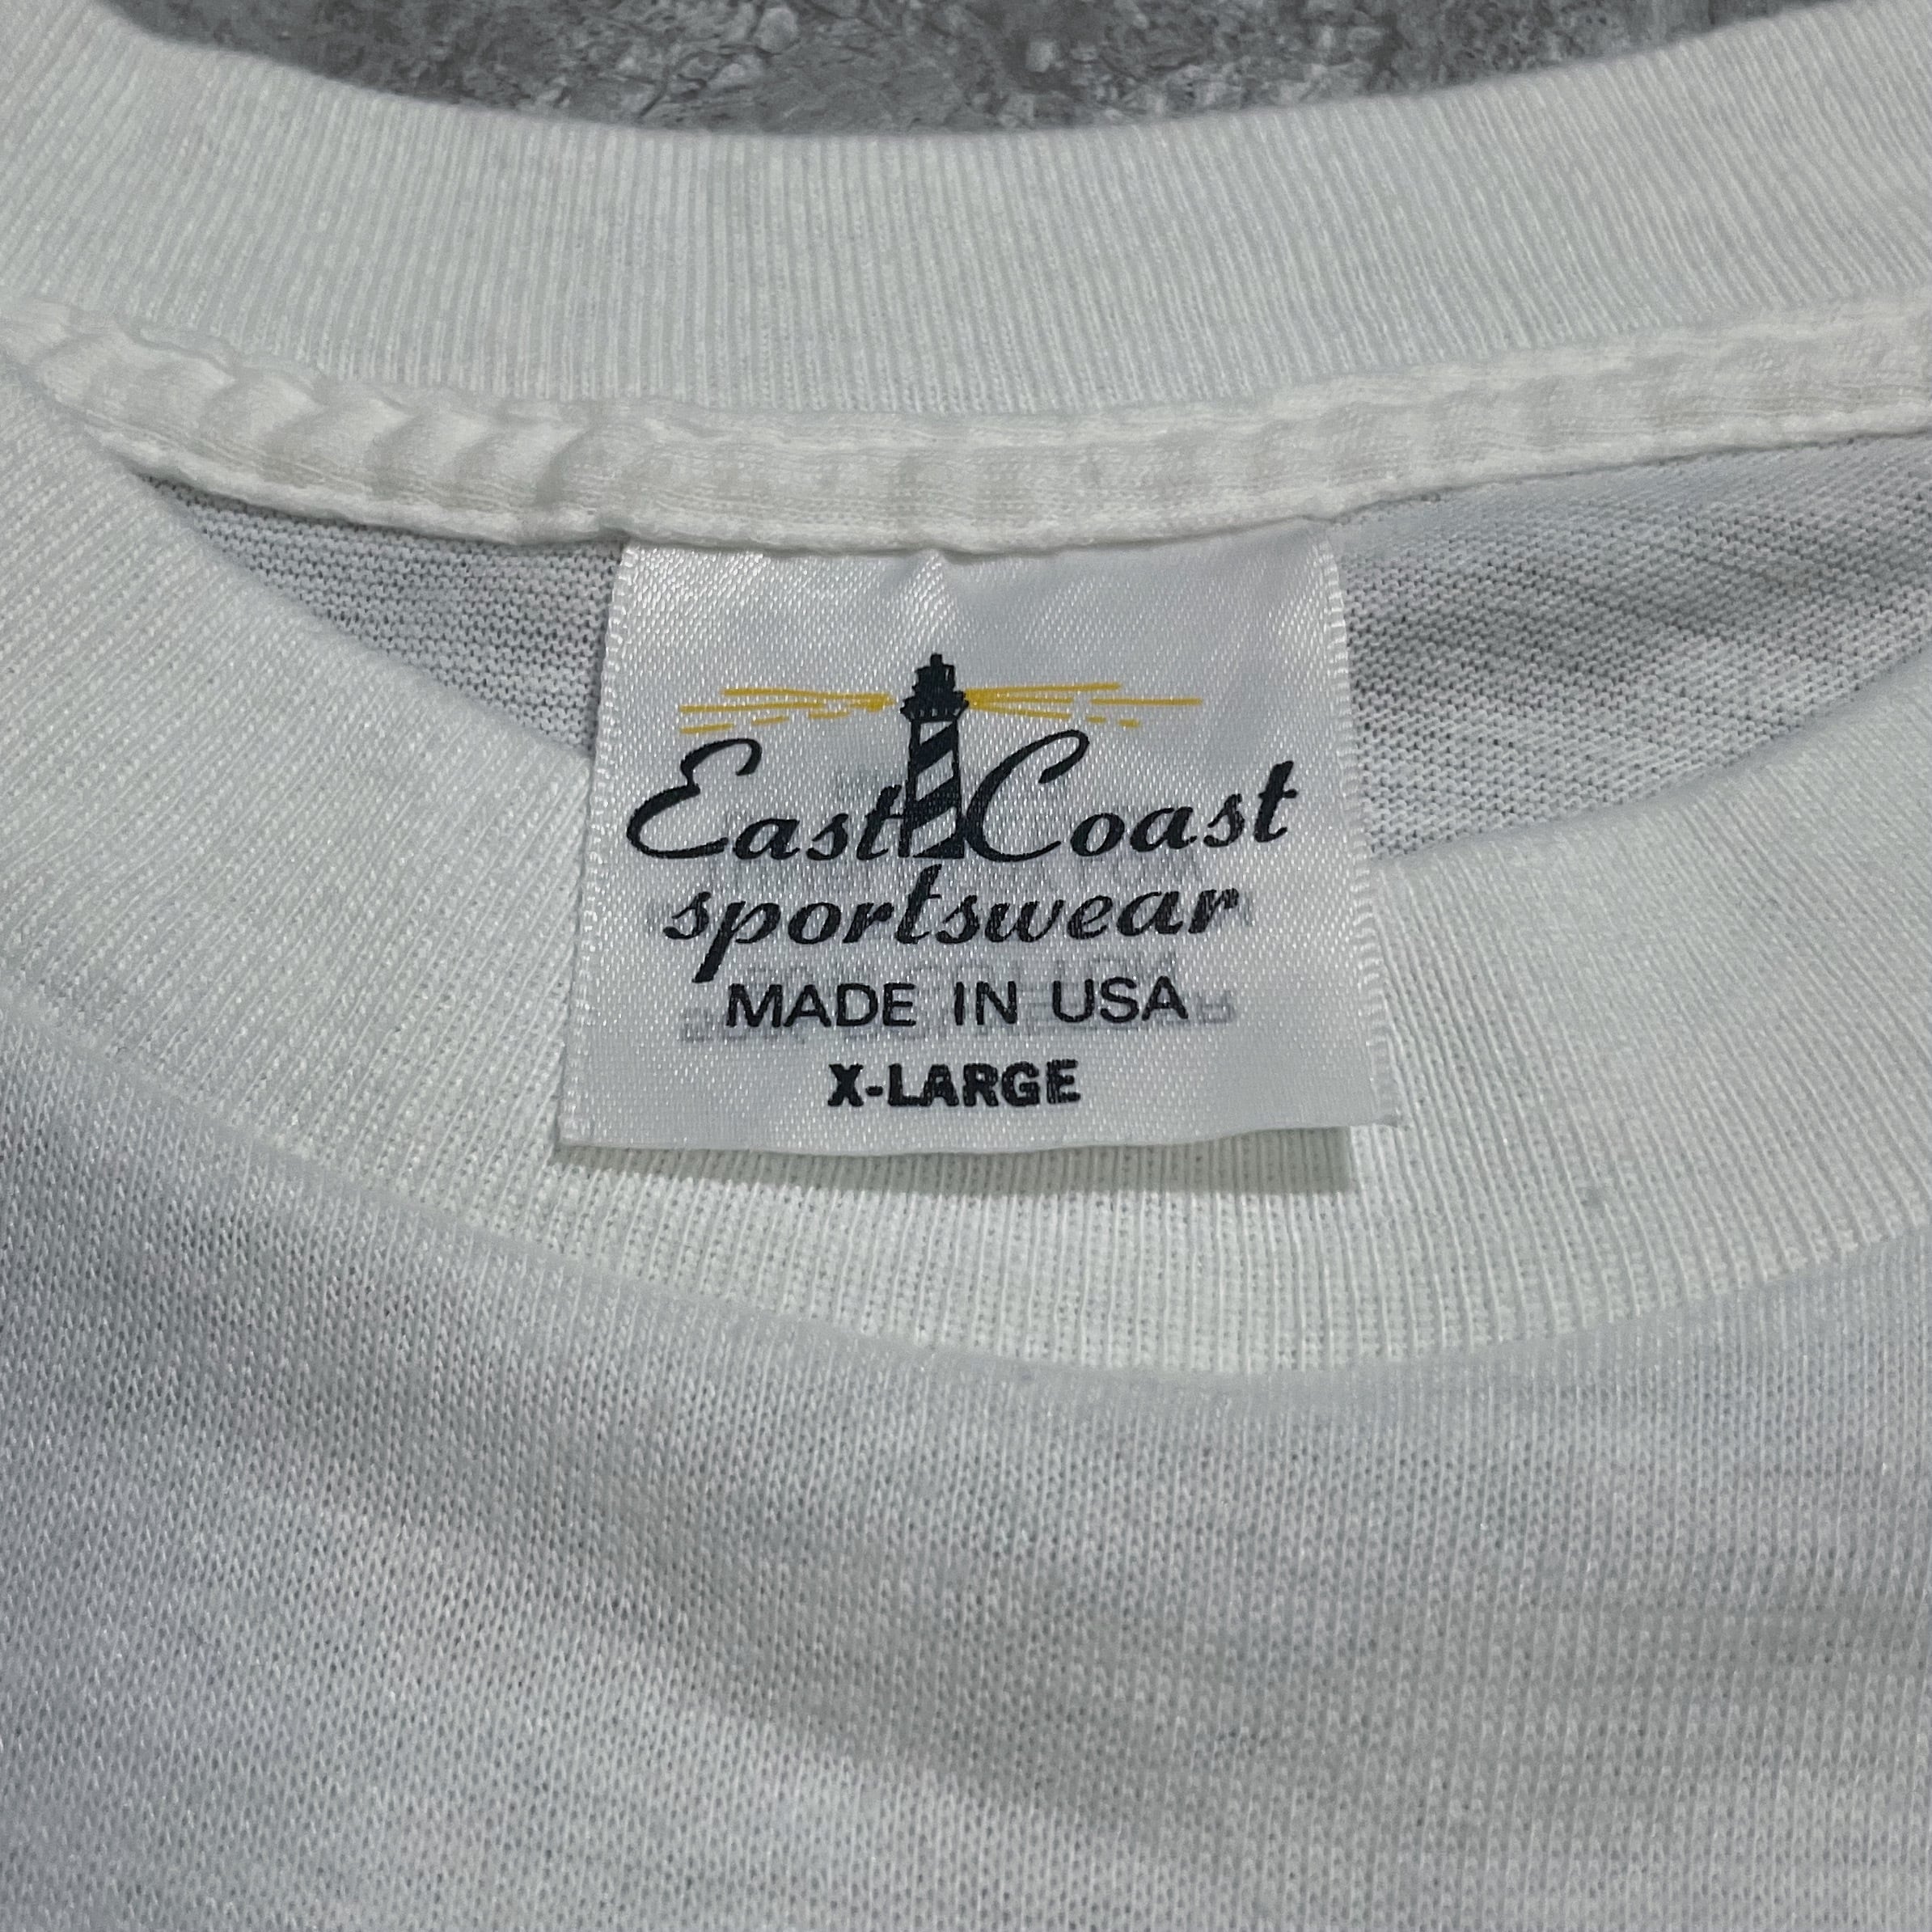 East Coast
sportswear
MADE IN USA
X-LARGE